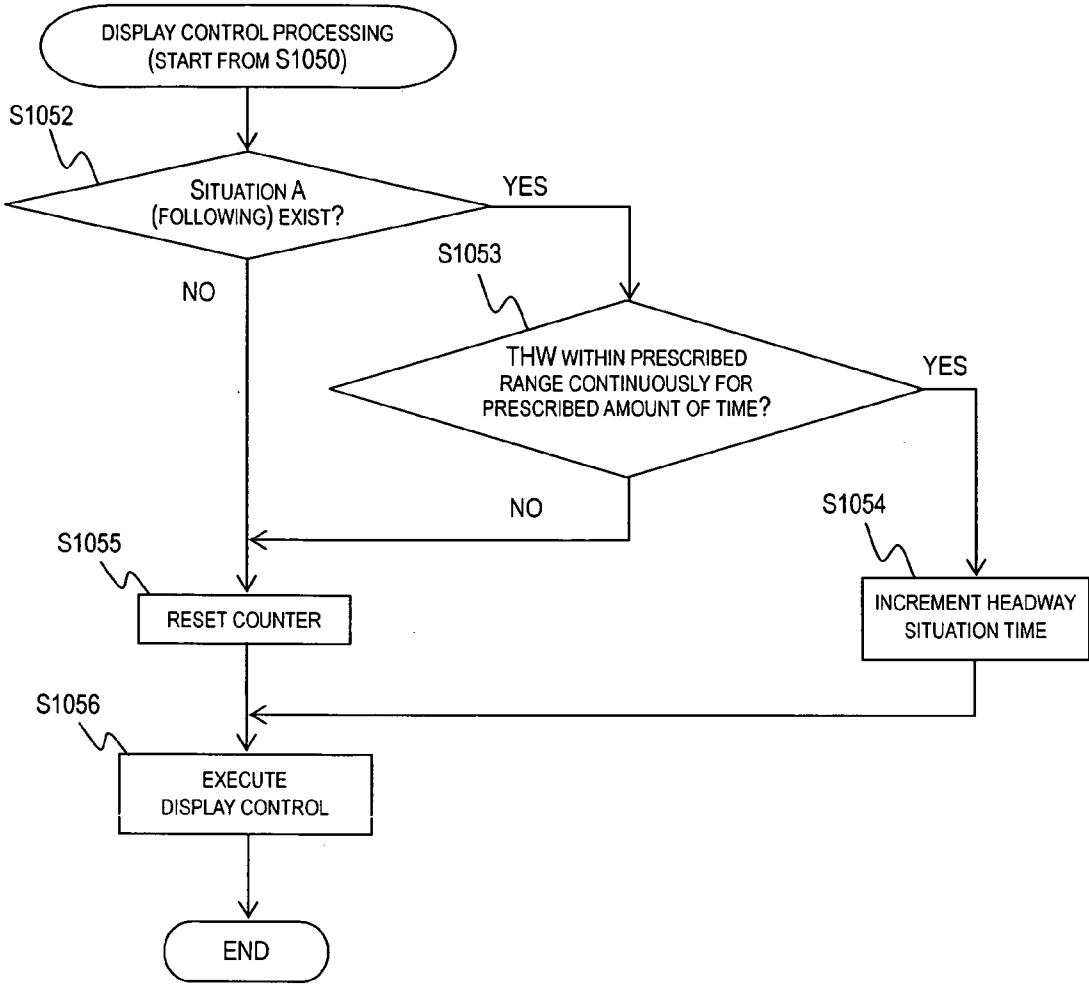 DISPLAY CONTROL PROCESSING
(START FROM S1050)
S1052
SITUATION A
(FOLLOWING) EXIST?
YES
NO
S1053
THW WITHIN PRESCRIBED
RANGE CONTINUOUSLY FOR
PRESCRIBED AMOUNT OF TIME?
YES
NO
S1054
INCREMENT HEADWAY
SITUATION TIME
S1055
RESET COUNTER
S1056
EXECUTE
DISPLAY CONTROL
END